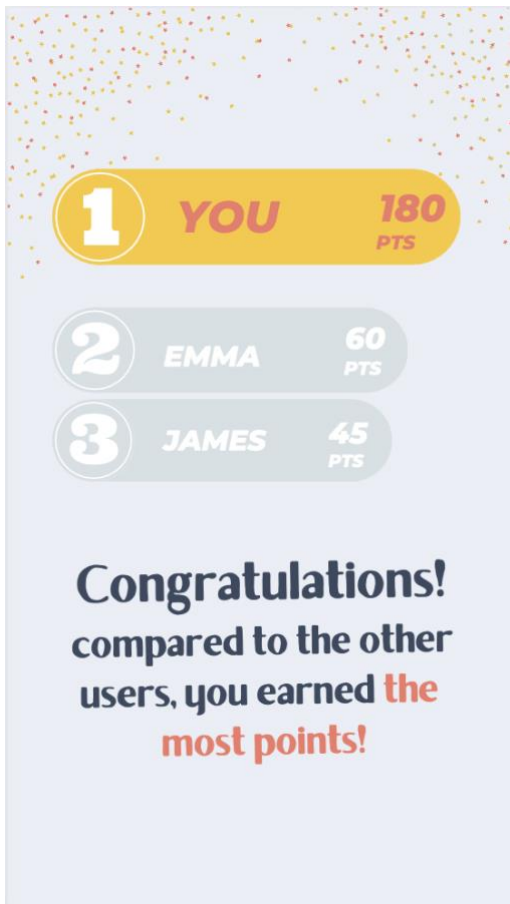 1 YOU 180
PTS
2 EMMA 60
PTS
3 JAMES 45
PTS
Congratulations!
compared to the other
users, you earned the
most points!